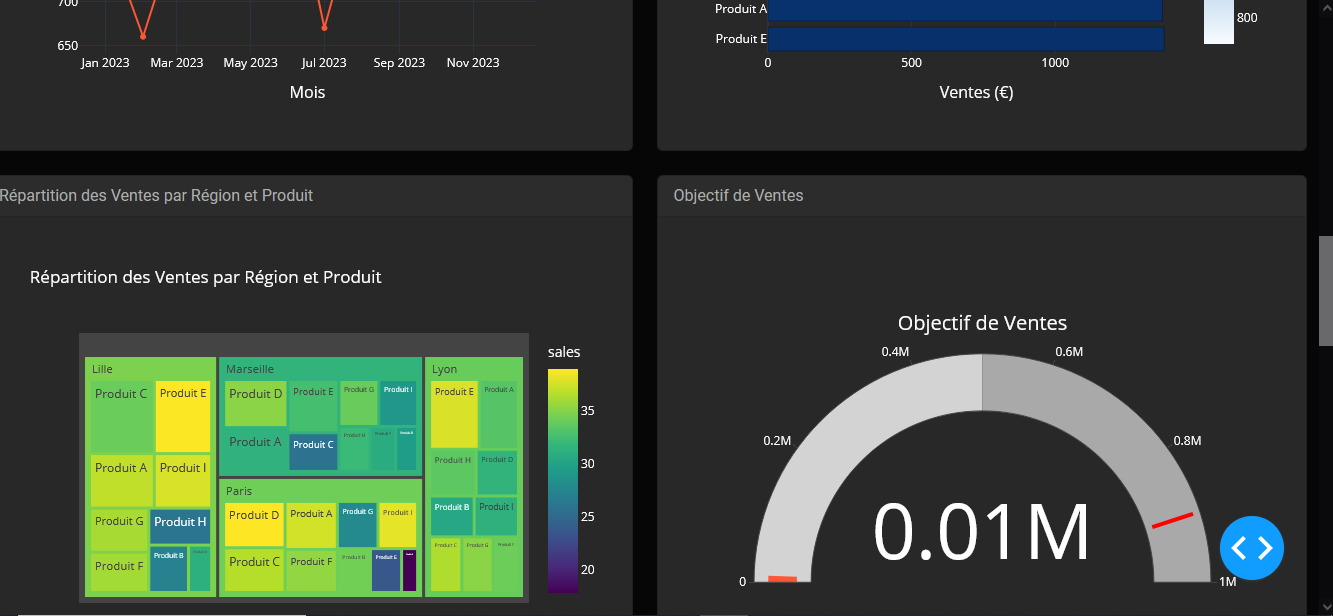 700
650
Jan 2023 Mar 2023 May 2023 Jul 2023 Sep 2023 Nov 2023
Mois
Produit A
Produit E
0 500 1000
Ventes (€)
800
Répartition des Ventes par Région et Produit
Répartition des Ventes par Région et Produit
Lille
Produit C Produit E
Produit A Produit I
Produit G Produit H
Produit F Produit B
Marseille
Produit D Produit E Produit G Produit I
Produit A Produit C Produit H
Paris
Produit D Produit A Produit G Produit I
Produit C Produit F Produit E
Lyon
Produit E Produit A
Produit H Produit D
Produit B Produit I
Produit C Produit G
sales
35
30
25
20
Objectif de Ventes
Objectif de Ventes
0.4M 0.6M
0.2M 0.8M
0.01M
0 1M